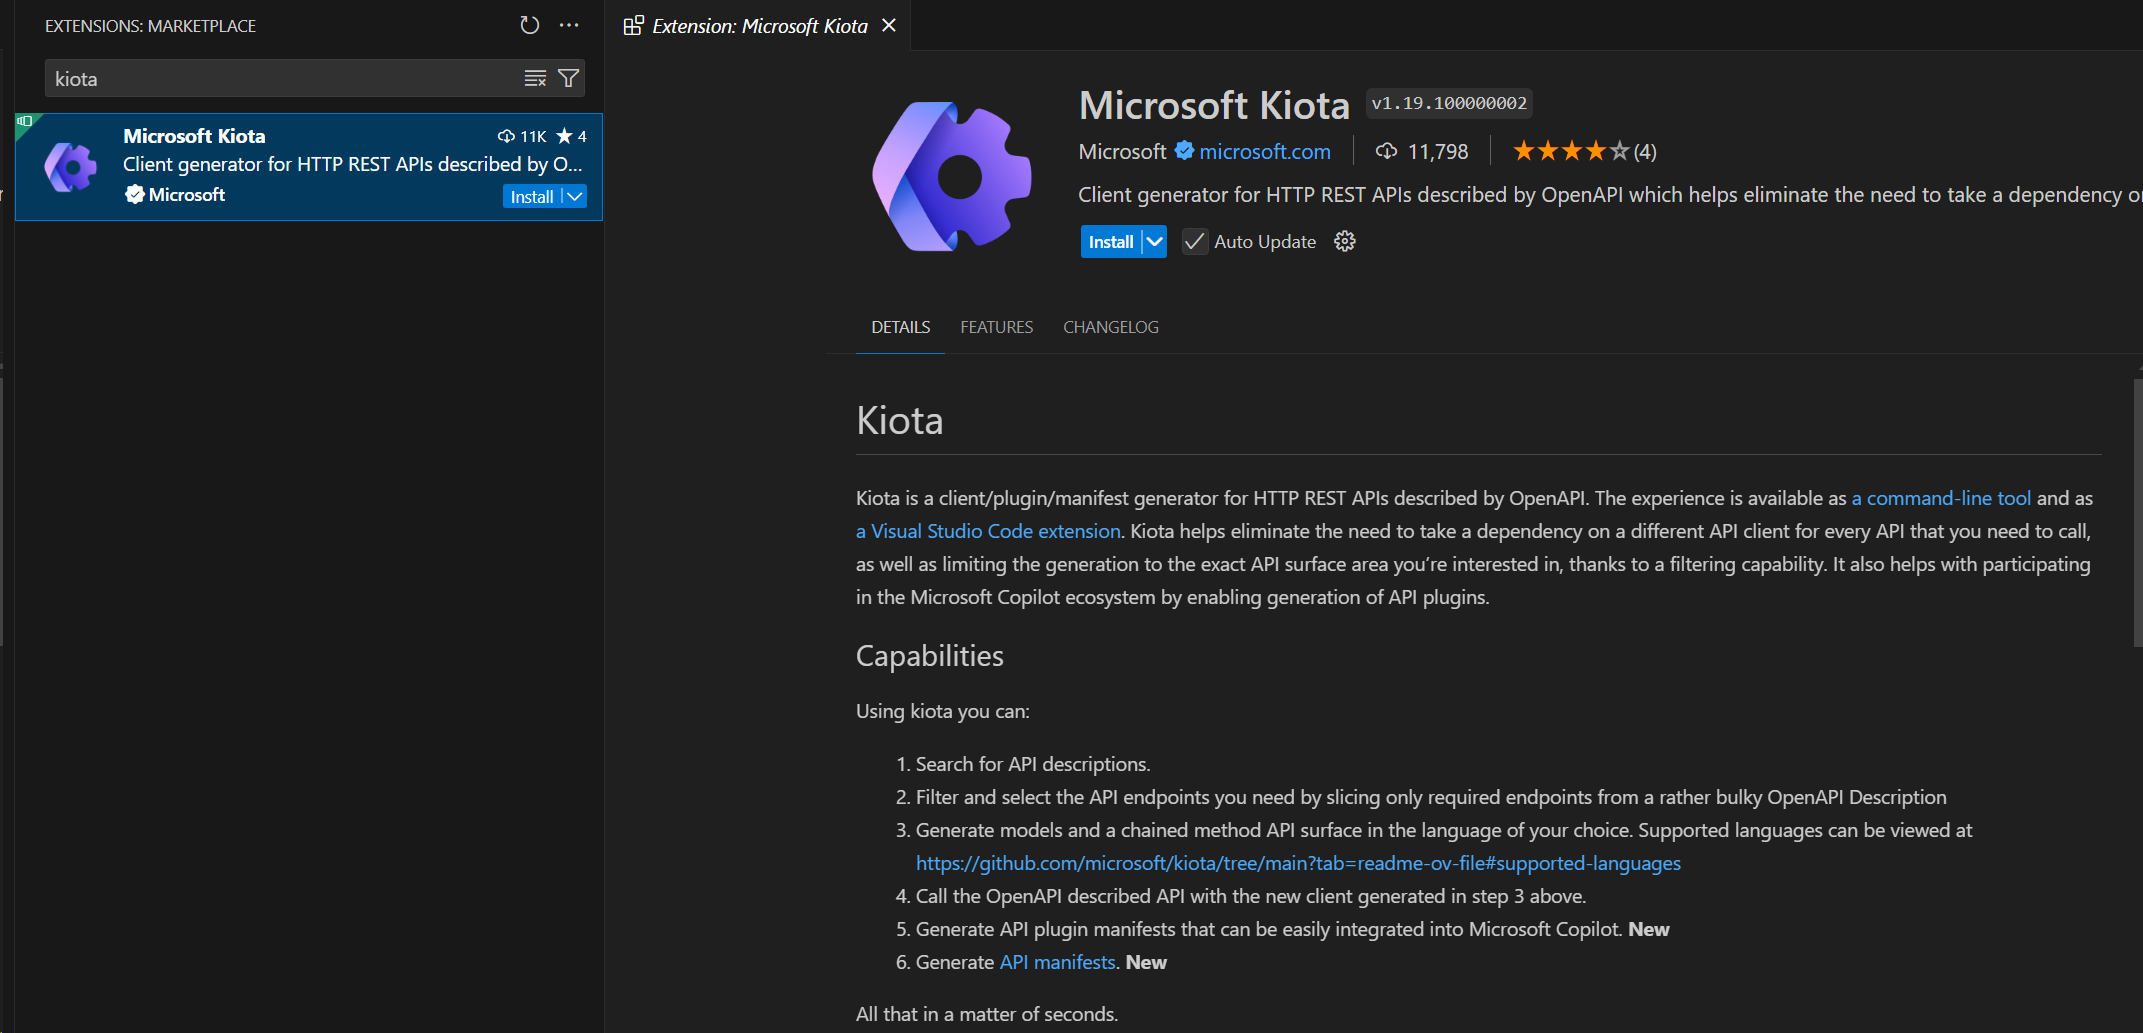 EXTENSIONS: MARKETPLACE
kiota
Microsoft Kiota 11K 4
Client generator for HTTP REST APIs described by O...
Microsoft Install
Extension: Microsoft Kiota
Microsoft Kiota v1.19.100000002
Microsoft microsoft.com 11,798 (4)
Client generator for HTTP REST APIs described by OpenAPI which helps eliminate the need to take a dependency
Install Auto Update
DETAILS FEATURES CHANGELOG
Kiota
Kiota is a client/plugin/manifest generator for HTTP REST APIs described by OpenAPI. The experience is available as a command-line tool and as
a Visual Studio Code extension. Kiota helps eliminate the need to take a dependency on a different API client for every API that you need to call,
as well as limiting the generation to the exact API surface area you’re interested in, thanks to a filtering capability. It also helps with participating
in the Microsoft Copilot ecosystem by enabling generation of API plugins.
Capabilities
Using kiota you can:
1. Search for API descriptions.
2. Filter and select the API endpoints you need by slicing only required endpoints from a rather bulky OpenAPI Description
3. Generate models and a chained method API surface in the language of your choice. Supported languages can be viewed at
https://github.com/microsoft/kiota/tree/main?tab=readme-ov-file#supported-languages
4. Call the OpenAPI described API with the new client generated in step 3 above.
5. Generate API plugin manifests that can be easily integrated into Microsoft Copilot. New
6. Generate API manifests. New
All that in a matter of seconds.